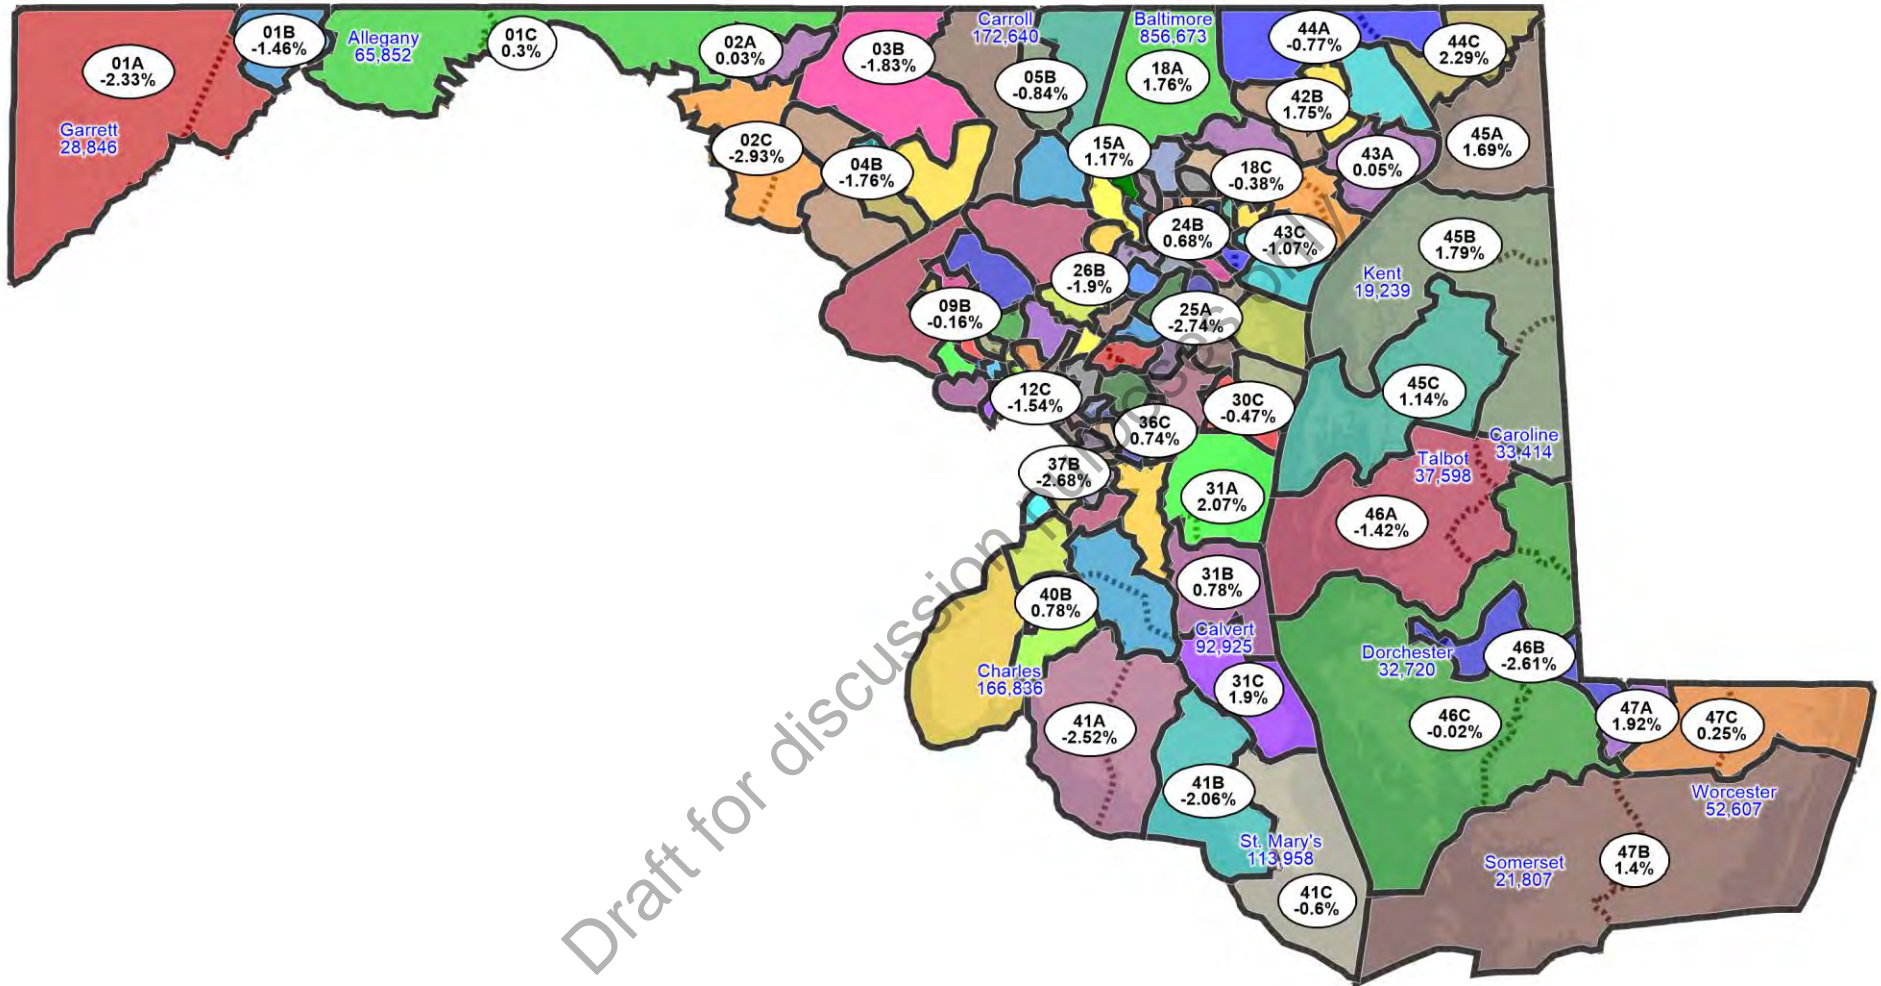 01A
-2.33%
01B
-1.46%
Allegany
65,852
01C
0.3%
02A
0.03%
03B
-1.83%
Carroll
172,640
Baltimore
856,673
44A
-0.77%
44C
2.29%
05B
-0.84%
18A
1.76%
42B
1.75%
Garrett
28,846
02C
-2.93%
04B
-1.76%
15A
1.17%
18C
-0.38%
43A
0.05%
45A
1.69%
24B
0.68%
43C
-1.07%
45B
1.79%
26B
-1.9%
Kent
19,239
09B
-0.16%
25A
-2.74%
12C
-1.54%
30C
-0.47%
45C
1.14%
36C
0.74%
Caroline
33,414
37B
-2.68%
Talbot
37,598
31A
2.07%
46A
-1.42%
31B
0.78%
40B
0.78%
Calvert
92,925
Dorchester
32,720
46B
-2.61%
Charles
166,836
31C
1.9%
41A
-2.52%
46C
-0.02%
47A
1.92%
47C
0.25%
41B
-2.06%
Worcester
52,607
St. Mary's
113,958
Somerset
21,807
47B
1.4%
41C
-0.6%
Draft for discussion purposes only